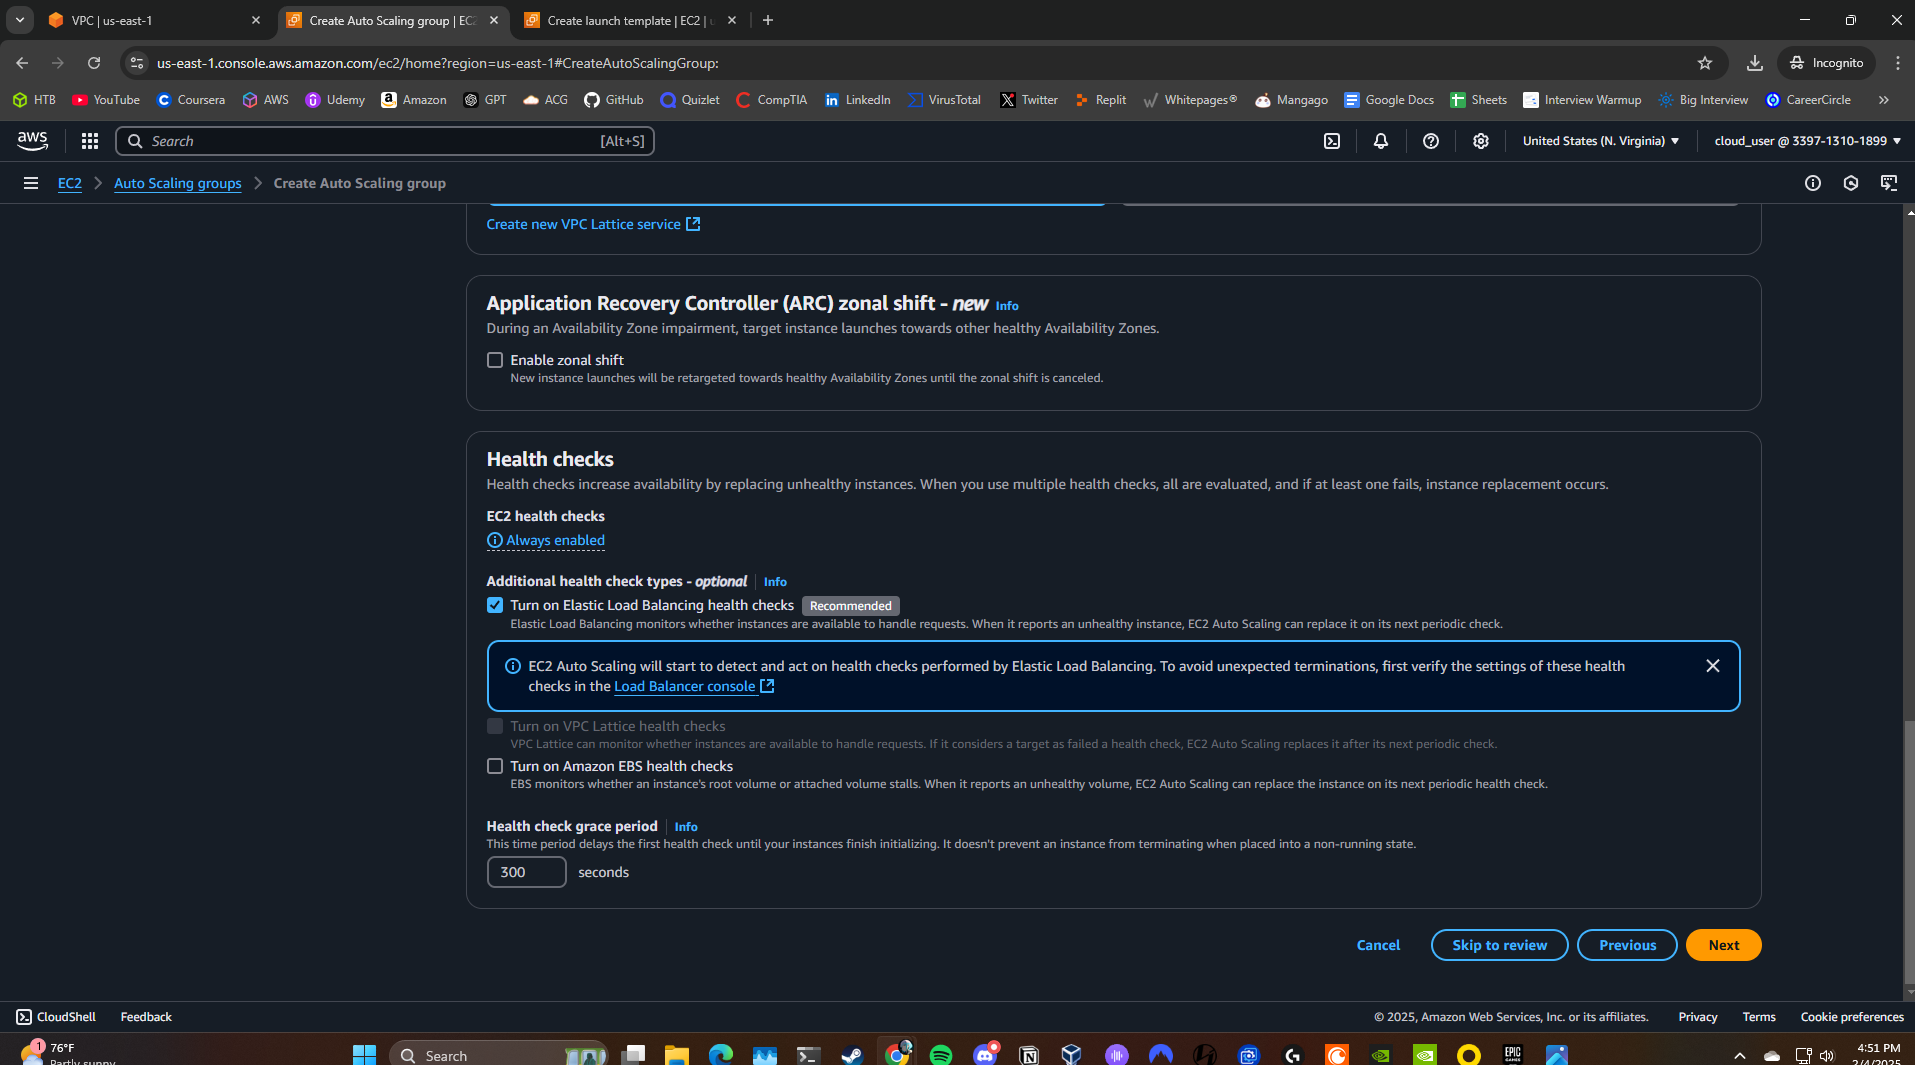 VPC | us-east-1
Create Auto Scaling group | EC2
Create launch template | EC2 | u
us-east-1.console.aws.amazon.com/ec2/home?region=us-east-1#CreateAutoScalingGroup:
Incognito
HTB YouTube Coursera AWS Udemy Amazon GPT ACG GitHub Quizlet CompTIA LinkedIn VirusTotal Twitter Replit Whitepages® Mangago Google Docs Sheets Interview Warmup Big Interview CareerCircle
aws
Search [Alt+S]
United States (N. Virginia)
cloud_user @ 3397-1310-1899
EC2 Auto Scaling groups Create Auto Scaling group
Create new VPC Lattice service
Application Recovery Controller (ARC) zonal shift - new Info
During an Availability Zone impairment, target instance launches towards other healthy Availability Zones.
Enable zonal shift
New instance launches will be retargeted towards healthy Availability Zones until the zonal shift is canceled.
Health checks
Health checks increase availability by replacing unhealthy instances. When you use multiple health checks, all are evaluated, and if at least one fails, instance replacement occurs.
EC2 health checks
Always enabled
Additional health check types - optional Info
Turn on Elastic Load Balancing health checks Recommended
Elastic Load Balancing monitors whether instances are available to handle requests. When it reports an unhealthy instance, EC2 Auto Scaling can replace it on its next periodic check.
EC2 Auto Scaling will start to detect and act on health checks performed by Elastic Load Balancing. To avoid unexpected terminations, first verify the settings of these health
checks in the Load Balancer console
Turn on VPC Lattice health checks
VPC Lattice can monitor whether instances are available to handle requests. If it considers a target as failed a health check, EC2 Auto Scaling replaces it after its next periodic check.
Turn on Amazon EBS health checks
EBS monitors whether an instance's root volume or attached volume stalls. When it reports an unhealthy volume, EC2 Auto Scaling can replace the instance on its next periodic health check.
Health check grace period Info
This time period delays the first health check until your instances finish initializing. It doesn't prevent an instance from terminating when placed into a non-running state.
300 seconds
Cancel Skip to review Previous Next
CloudShell Feedback
© 2025, Amazon Web Services, Inc. or its affiliates. Privacy Terms Cookie preferences
1
76°F
Partly sunny
Search
EPIC
4:51 PM
2/4/2025